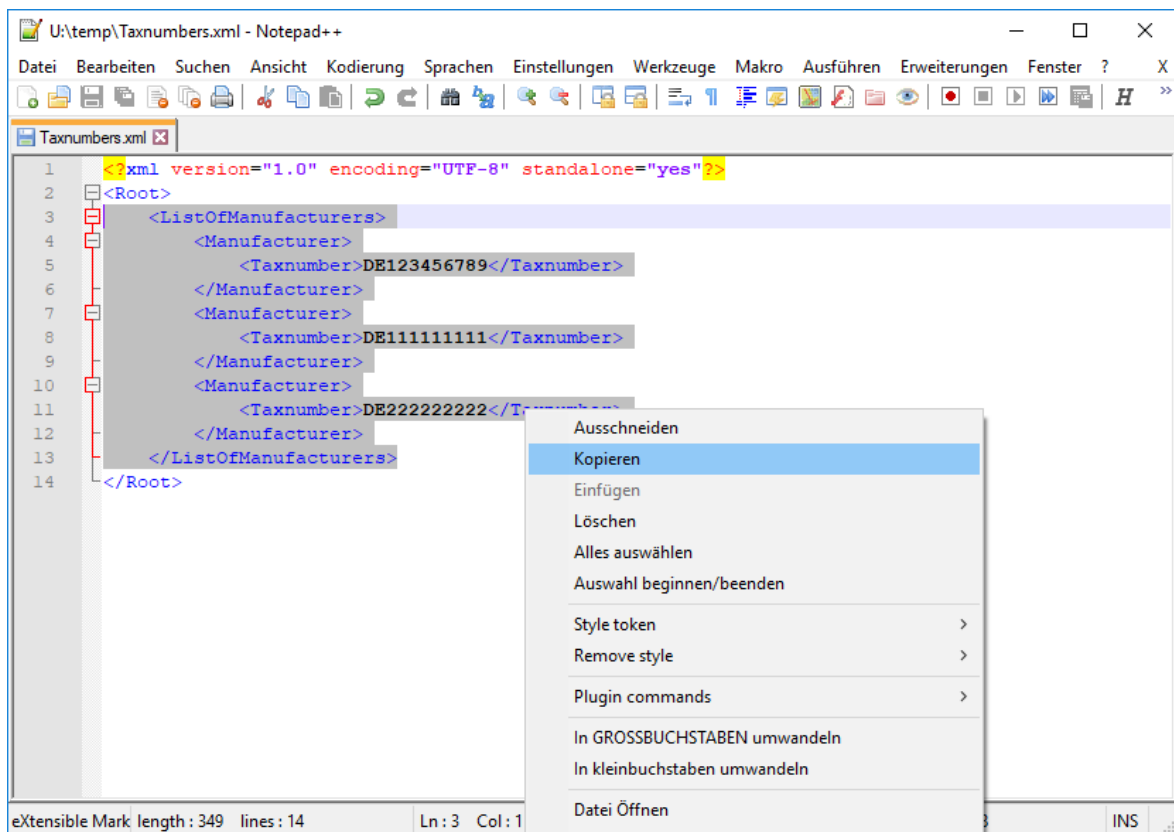 U:\temp\Taxnumbers.xml - Notepad++
Datei Bearbeiten Suchen Ansicht Kodierung Sprachen Einstellungen Werkzeuge Makro Ausführen Erweiterungen Fenster ? X
Taxnumbers.xml
1 <?xml version="1.0" encoding="UTF-8" standalone="yes"?>
2 <Root>
3 <ListOfManufacturers>
4 <Manufacturer>
5 <Taxnumber>DE123456789</Taxnumber>
6 </Manufacturer>
7 <Manufacturer>
8 <Taxnumber>DE111111111</Taxnumber>
9 </Manufacturer>
10 <Manufacturer>
11 <Taxnumber>DE222222222</Taxnumber>
12 </Manufacturer>
13 </ListOfManufacturers>
14 </Root>
Ausschneiden
Kopieren
Einfügen
Löschen
Alles auswählen
Auswahl beginnen/beenden
Style token
Remove style
Plugin commands
In GROSSBUCHSTABEN umwandeln
In kleinbuchstaben umwandeln
Datei Öffnen
eXtensible Mark length : 349 lines : 14 Ln : 3 Col : 1 INS